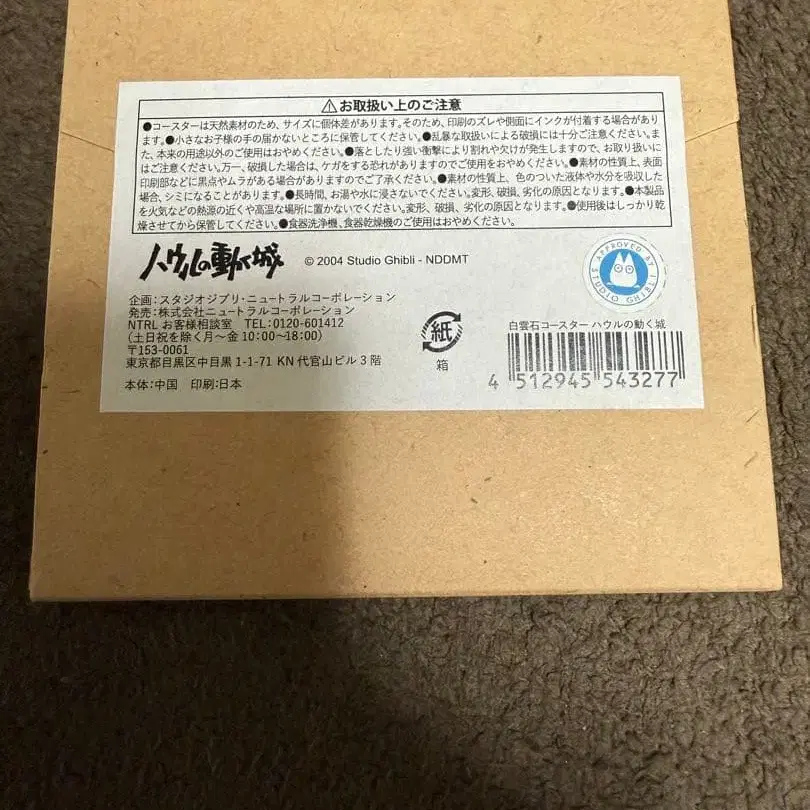 ⚠お取扱い上のご注意
●コースターは天然素材のため、サイズに個体差があります。そのため、印刷のズレや側面にインクが付着する場合があり
ます。●小さなお子様の手の届かないところに保管してください。●乱暴な取扱いによる破損には十分ご注意ください。ま
た、本来の用途以外のご使用はおやめください。●落としたり強い衝撃により割れや欠けが発生しますので、お取り扱いに
はご注意ください。万一、破損した場合は、ケガをする恐れがありますのでご使用をおやめください。●素材の性質上、表面
印刷部などに黒点やムラがある場合がありますのでご了承ください。●素材の性質上、色のついた液体や水分を吸収した
場合、シミになることがあります。●長時間、お湯や水に浸さないでください。変形、破損、劣化の原因となります。●本製品
を火気などの熱源の近くや高温な場所に置かないでください。変形、破損、劣化の原因となります。●使用後はしっかり乾
燥させてから保管してください。●食器洗浄機、食器乾燥機のご使用はおやめください。
ハウルの動く城
© 2004 Studio Ghibli - NDDMT
APPROVED BY
STUDIO GHIBLI
企画：スタジオジブリ・ニュートラルコーポレーション
発売：株式会社ニュートラルコーポレーション
NTRL お客様相談室 TEL：0120-601412
（土日祝を除く月〜金 10：00〜18：00）
〒153-0061
東京都目黒区中目黒 1-1-71 KN 代官山ビル 3 階
本体：中国 印刷：日本
紙
箱
白雲石コースター ハウルの動く城
4 512945 543277